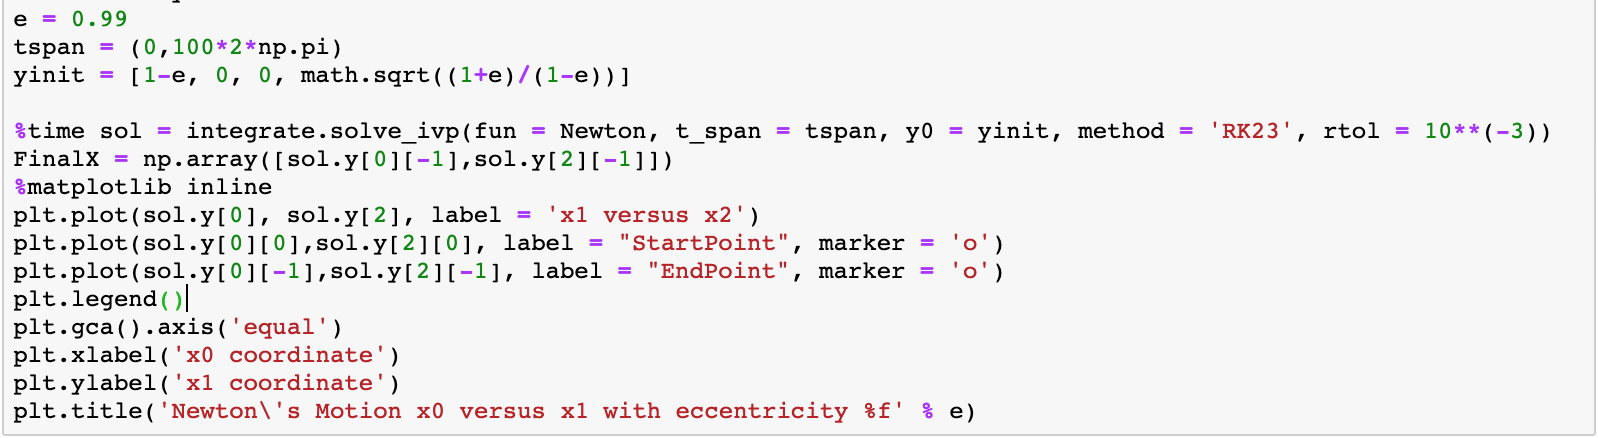 e = 0.99
tspan = (0,100*2*np.pi)
yinit = [1-e, 0, 0, math.sqrt((1+e)/(1-e))]
%time sol = integrate.solve_ivp(fun = Newton, t_span = tspan, y0 = yinit, method = 'RK23', rtol = 10**(-3))
FinalX = np.array([sol.y[0][-1],sol.y[2][-1]])
%matplotlib inline
plt.plot(sol.y[0], sol.y[2], label = 'x1 versus x2')
plt.plot(sol.y[0][0],sol.y[2][0], label = "StartPoint", marker = 'o')
plt.plot(sol.y[0][-1],sol.y[2][-1], label = "EndPoint", marker = 'o')
plt.legend()
plt.gca().axis('equal')
plt.xlabel('x0 coordinate')
plt.ylabel('x1 coordinate')
plt.title('Newton\'s Motion x0 versus x1 with eccentricity %f' % e)